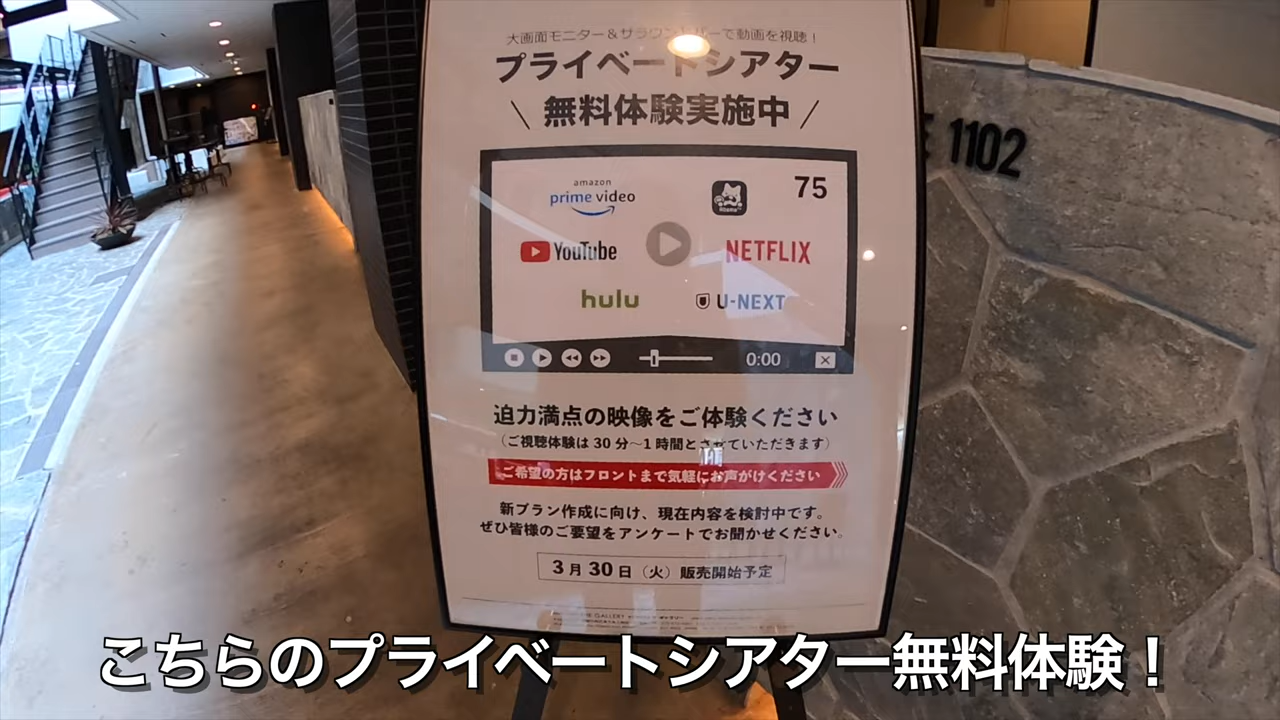 大画面モニター＆サラウンドバーで動画を視聴！
プライベートシアター
＼ 無料体験実施中 ／
amazon
prime video
75
YouTube
NETFLIX
hulu
U-NEXT
0:00
迫力満点の映像をご体験ください
（ご視聴体験は 30 分～1 時間とさせていただきます）
ご希望の方はフロントまで気軽にお声がけください
新プラン作成に向け、現在内容を検討中です。
ぜひ皆様のご要望をアンケートでお聞かせください。
3 月 30 日（火）販売開始予定
1102
こちらのプライベートシアター無料体験！